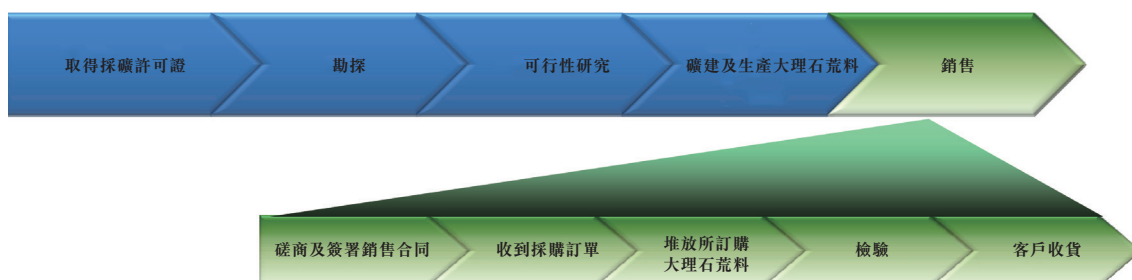 取得採礦許可證
勘探
可行性研究
礦建及生產大理石荒料
銷售
磋商及簽署銷售合同
收到採購訂單
堆放所訂購
大理石荒料
檢驗
客戶收貨